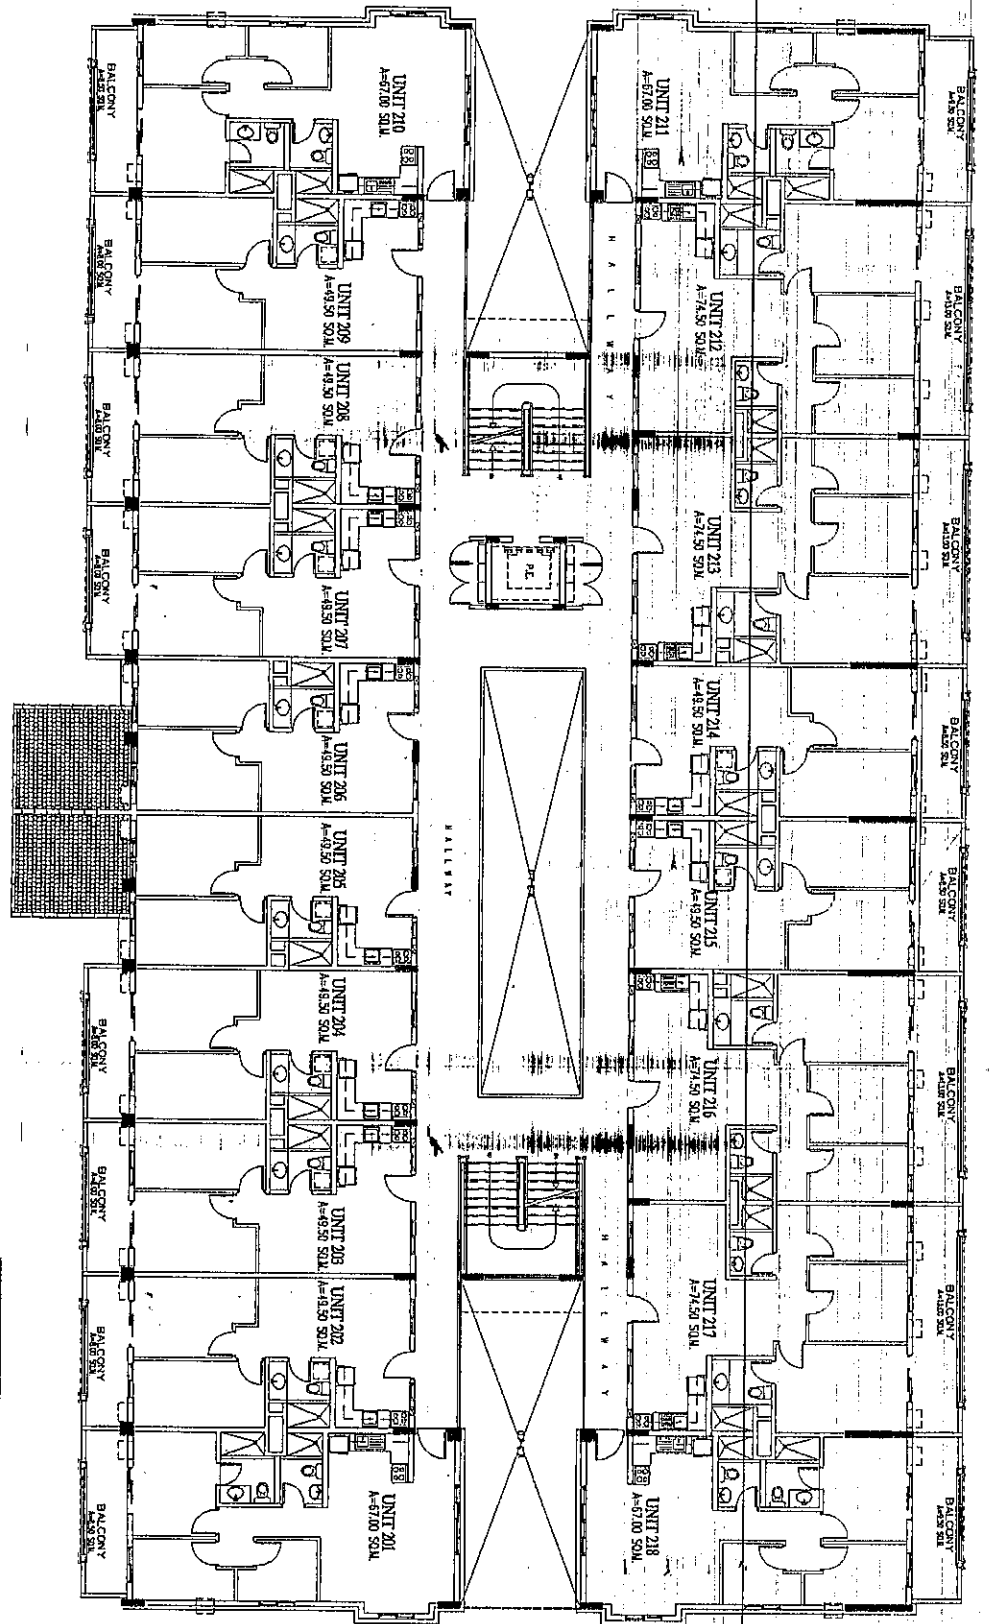 UNIT 210
A=67.00 SQ.M.
BALCONY
UNIT 211
A=67.00 SQ.M.
BALCONY
UNIT 209
A=49.50 SQ.M.
BALCONY
HALLWAY
UNIT 212
A=74.50 SQ.M.
BALCONY
UNIT 208
A=49.50 SQ.M.
BALCONY
UNIT 207
A=49.50 SQ.M.
BALCONY
P.E.
UNIT 213
A=74.50 SQ.M.
BALCONY
UNIT 206
A=49.50 SQ.M.
UNIT 214
A=49.50 SQ.M.
BALCONY
UNIT 205
A=49.50 SQ.M.
HALLWAY
UNIT 215
A=49.50 SQ.M.
BALCONY
UNIT 204
A=49.50 SQ.M.
BALCONY
UNIT 216
A=74.50 SQ.M.
BALCONY
UNIT 203
A=49.50 SQ.M.
BALCONY
HALLWAY
UNIT 217
A=74.50 SQ.M.
BALCONY
UNIT 202
A=49.50 SQ.M.
BALCONY
UNIT 201
A=67.00 SQ.M.
BALCONY
UNIT 218
A=67.00 SQ.M.
BALCONY